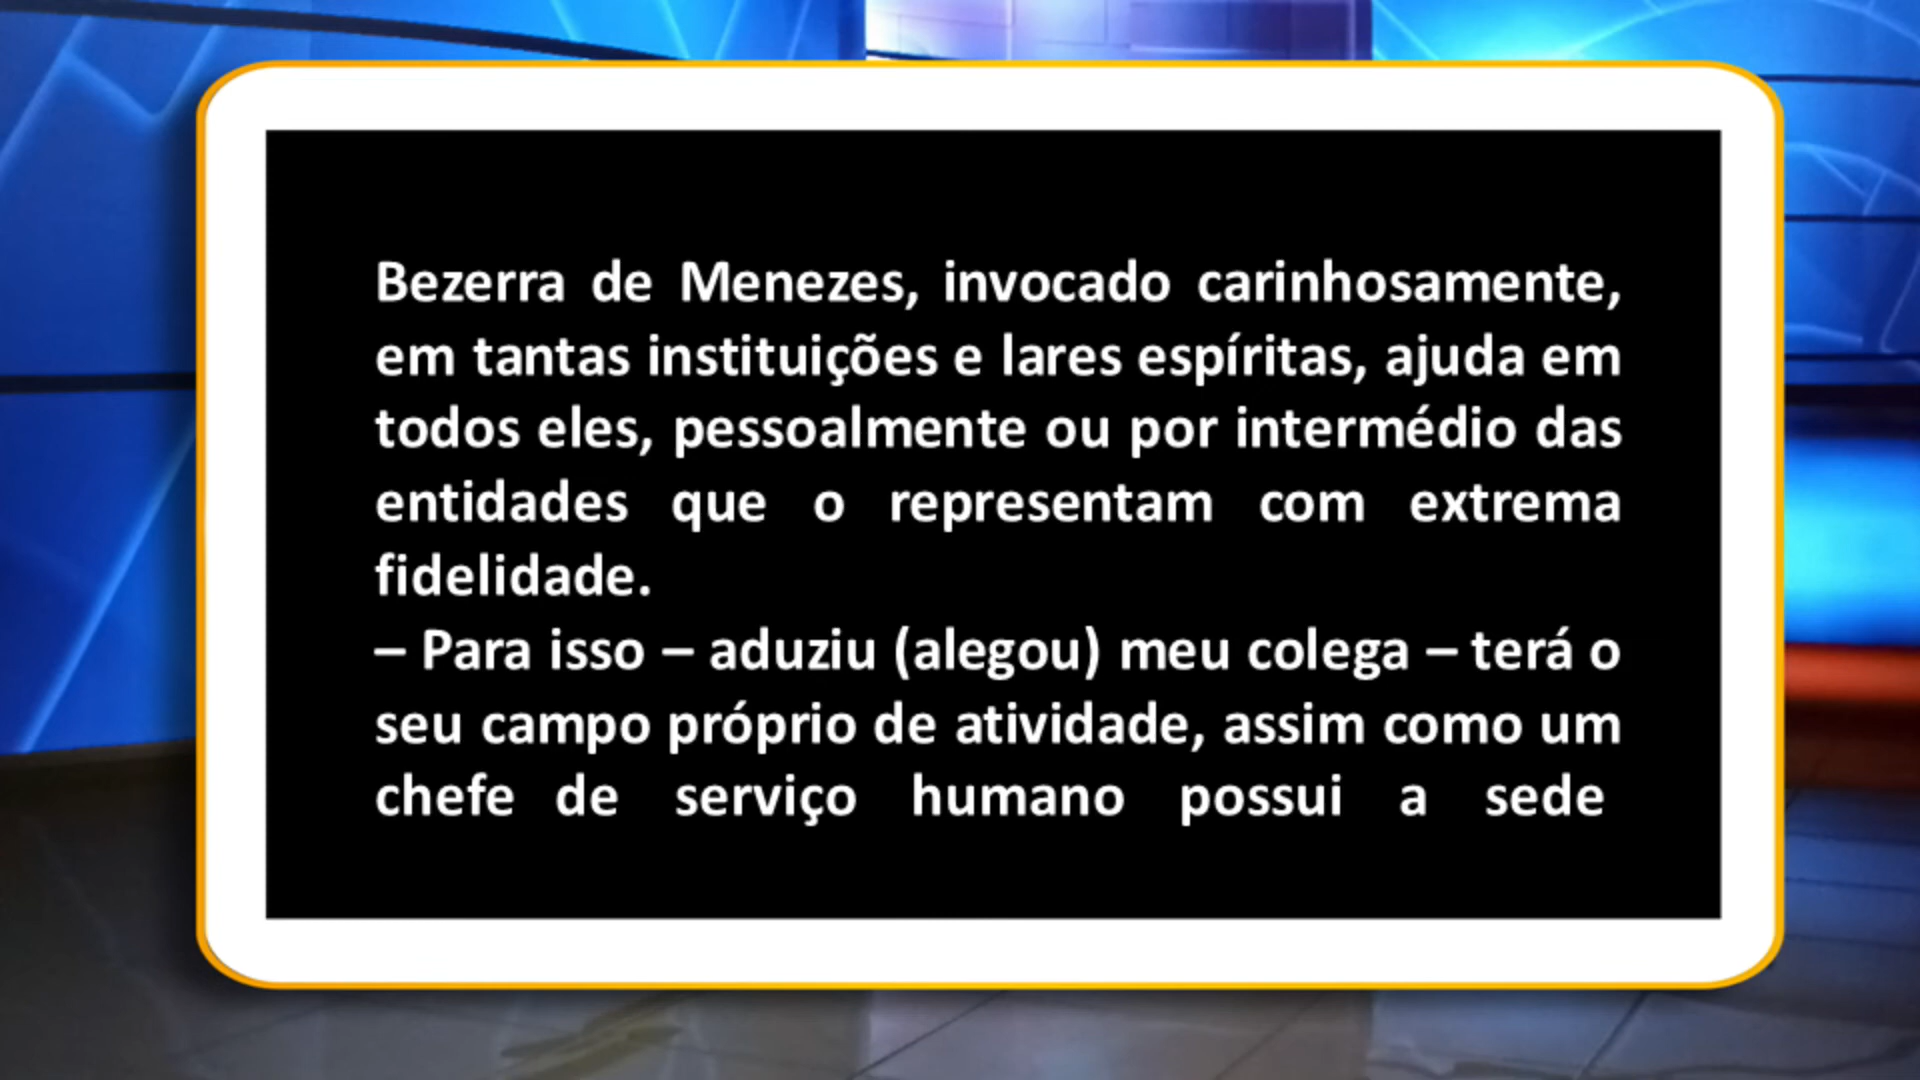 Bezerra de Menezes, invocado carinhosamente,
em tantas instituições e lares espíritas, ajuda em
todos eles, pessoalmente ou por intermédio das
entidades que o representam com extrema
fidelidade.
– Para isso – aduziu (alegou) meu colega – terá o
seu campo próprio de atividade, assim como um
chefe de serviço humano possui a sede